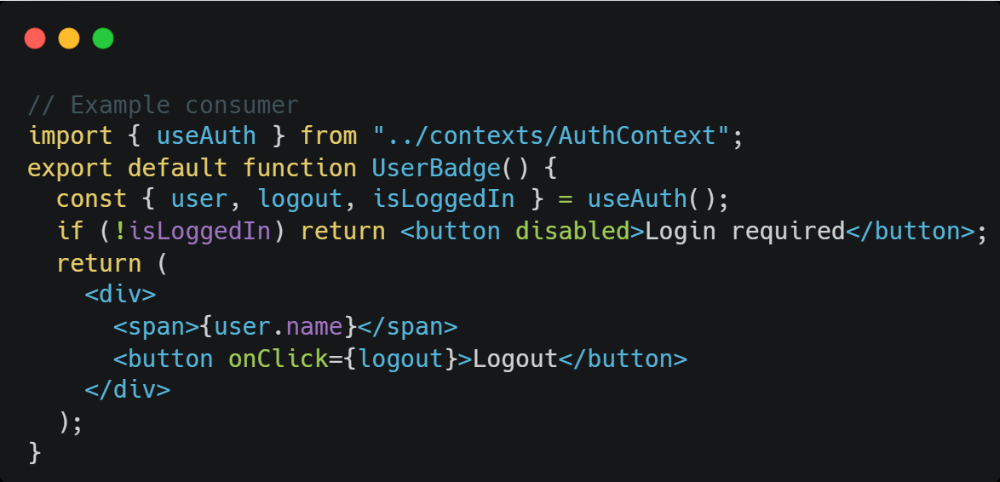 // Example consumer
import { useAuth } from "../contexts/AuthContext";
export default function UserBadge() {
  const { user, logout, isLoggedIn } = useAuth();
  if (!isLoggedIn) return <button disabled>Login required</button>;
  return (
    <div>
      <span>{user.name}</span>
      <button onClick={logout}>Logout</button>
    </div>
  );
}